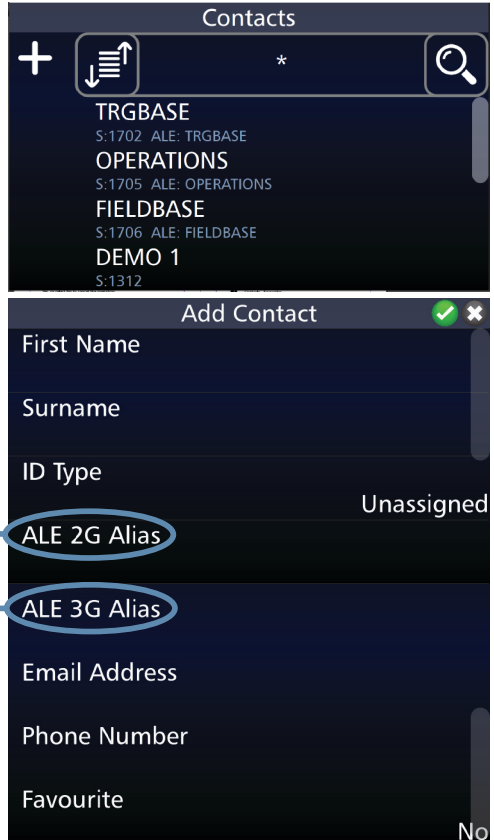 Contacts
*
TRGBASE
S:1702 ALE: TRGBASE
OPERATIONS
S:1705 ALE: OPERATIONS
FIELDBASE
S:1706 ALE: FIELDBASE
DEMO 1
S:1312
Add Contact
First Name
Surname
ID Type
Unassigned
ALE 2G Alias
ALE 3G Alias
Email Address
Phone Number
Favourite
No